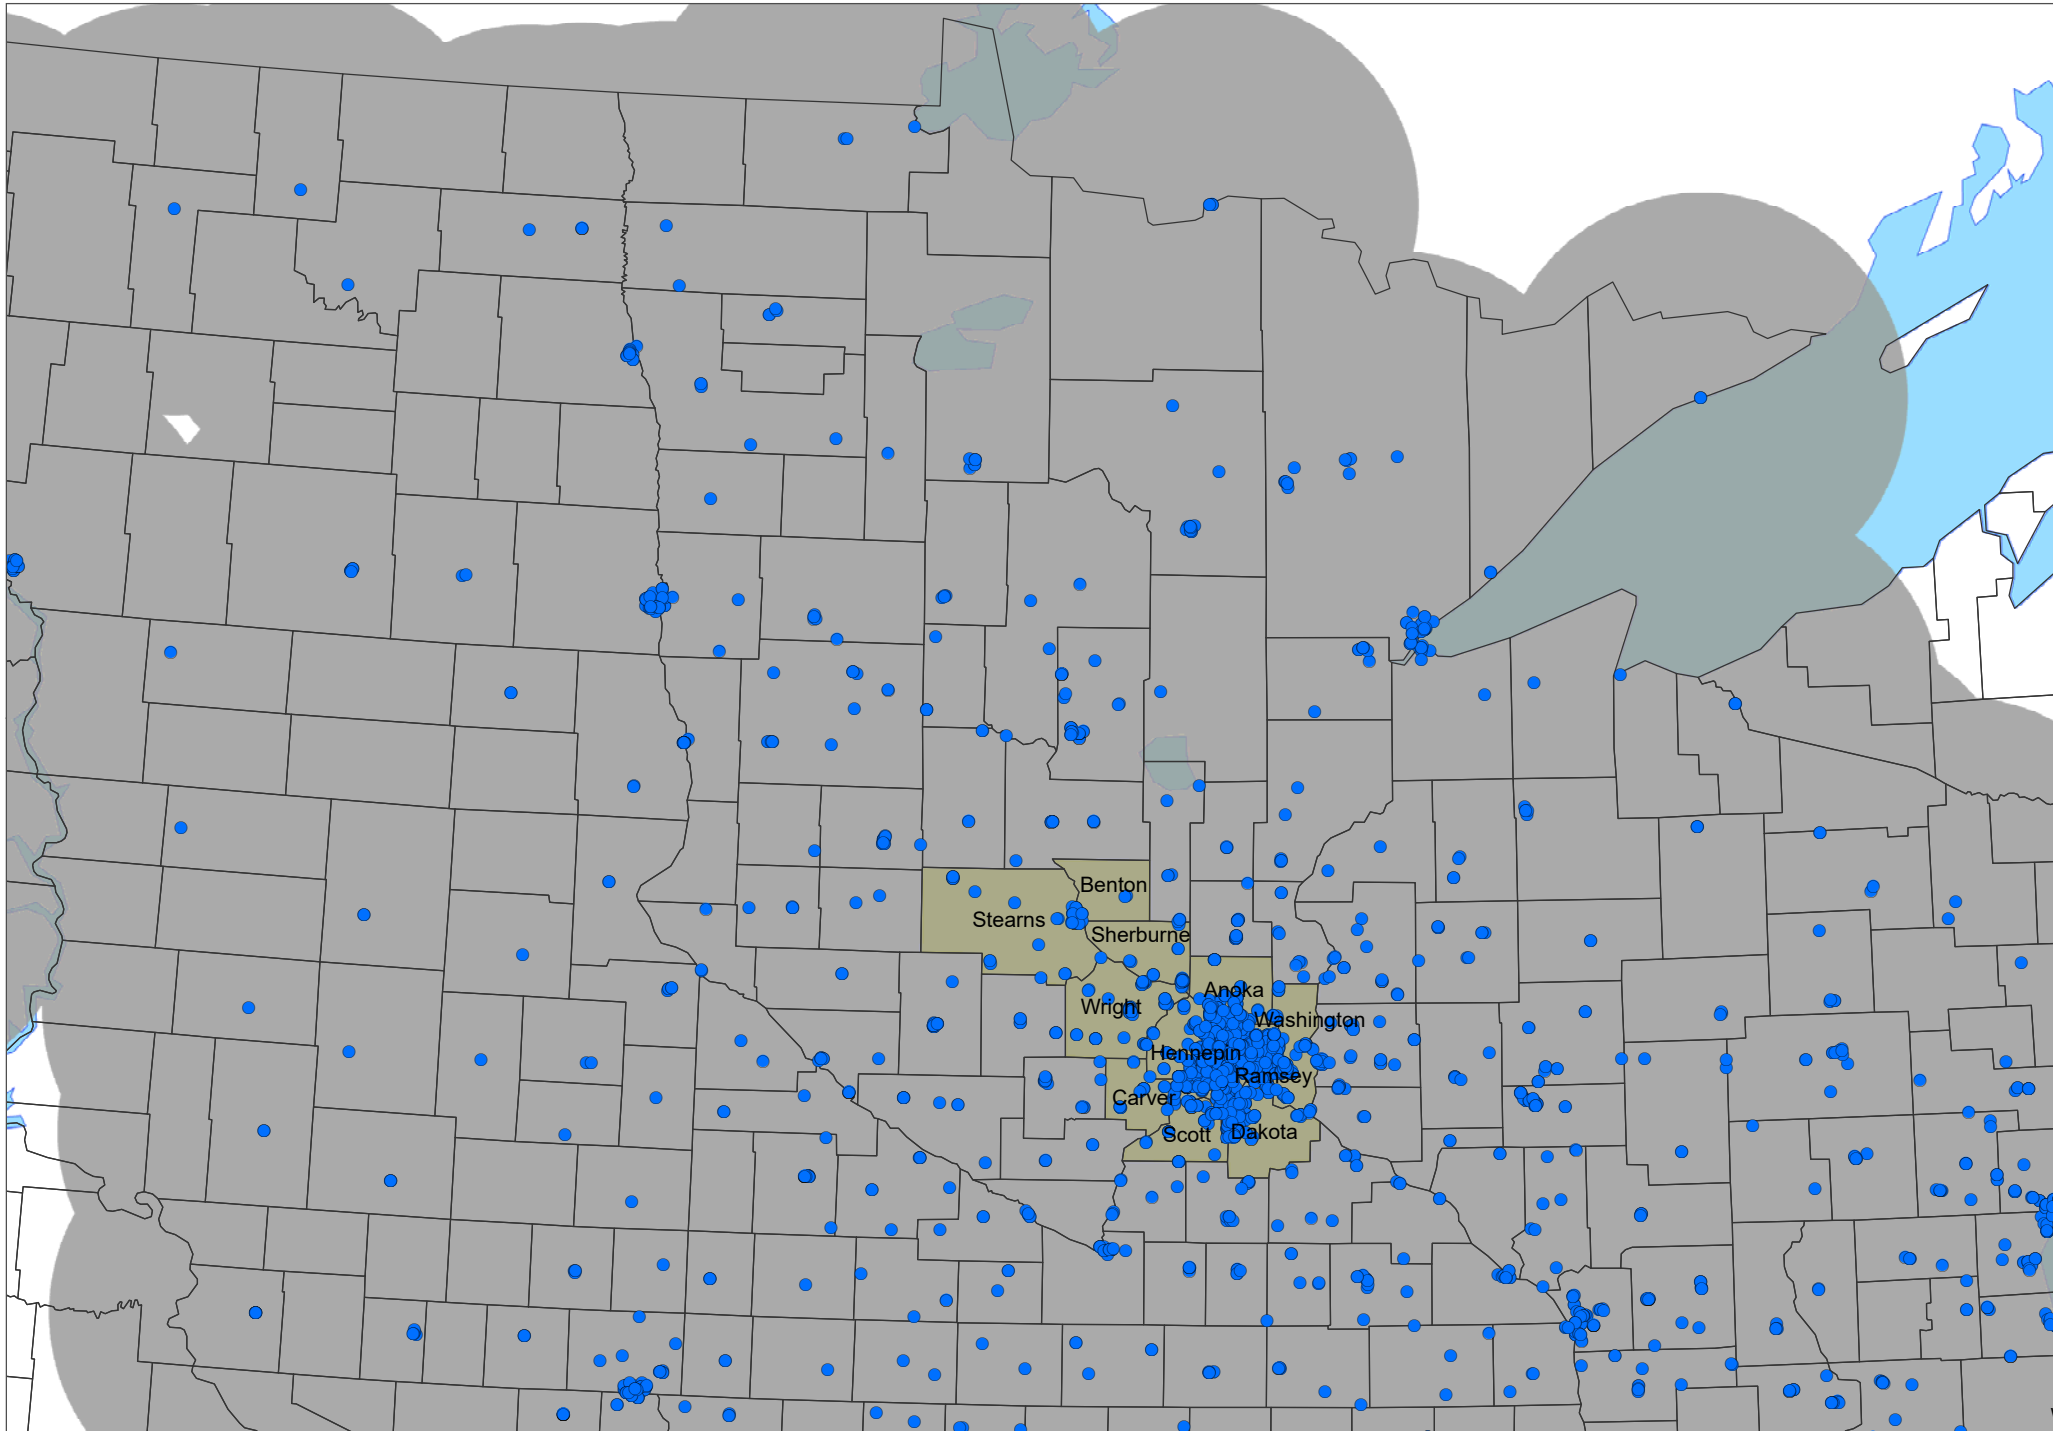 Benton
Stearns
Sherburne
Anoka
Wright
Washington
Hennepin
Ramsey
Carver
Scott
Dakota